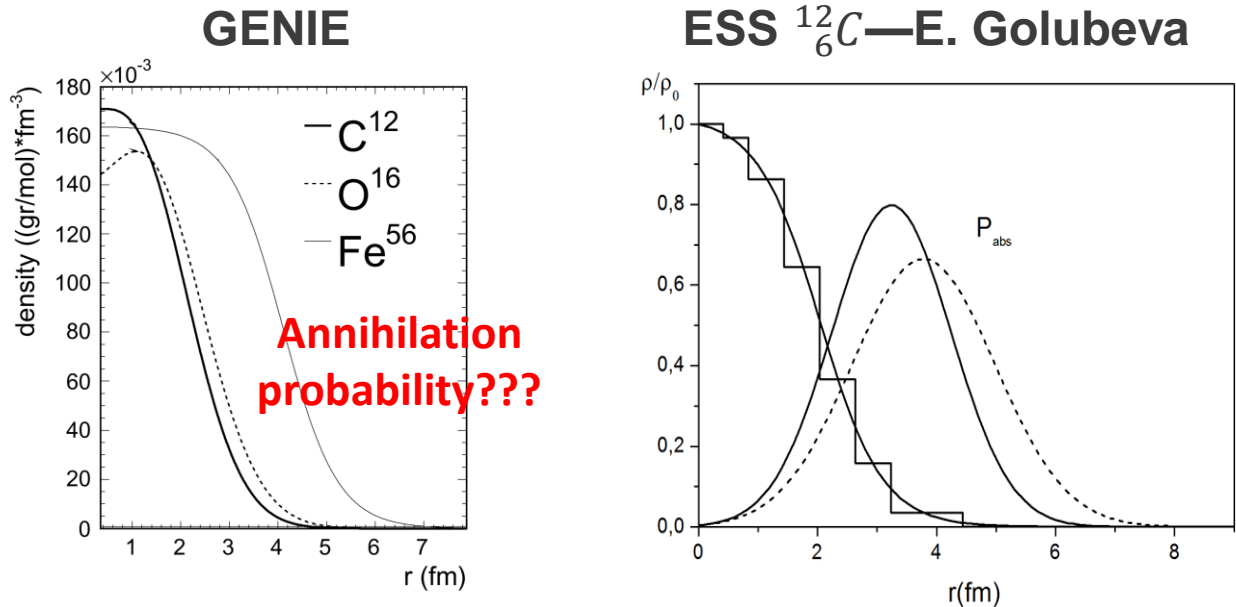 GENIE
ESS ¹²₆C—E. Golubeva
×10⁻³
density ((gr/mol)*fm⁻³)
180
160
140
120
100
80
60
40
20
0
C¹²
O¹⁶
Fe⁵⁶
Annihilation
probability???
1 2 3 4 5 6 7
r (fm)
ρ/ρ₀
1,0
0,8
0,6
0,4
0,2
0,0
P_abs
0 2 4 6 8
r(fm)